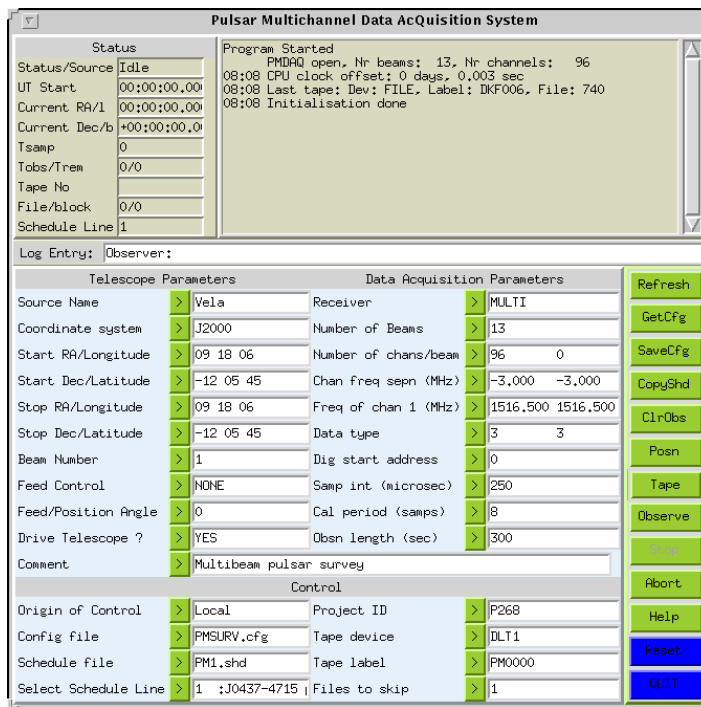 Pulsar Multichannel Data AcQuisition System
Status
Status/Source Idle
UT Start 00:00:00.00
Current RA/l 00:00:00.00
Current Dec/b +00:00:00.0
Tsamp 0
Tobs/Trem 0/0
Tape No
File/block 0/0
Schedule Line 1
Program Started
PMDAQ open, Nr beams: 13, Nr channels: 96
08:08 CPU clock offset: 0 days, 0.003 sec
08:08 Last tape: Dev: FILE, Label: DKF006, File: 740
08:08 Initialisation done
Log Entry: Observer:
Telescope Parameters
Source Name > Vela
Coordinate system > J2000
Start RA/Longitude > 09 18 06
Start Dec/Latitude > -12 05 45
Stop RA/Longitude > 09 18 06
Stop Dec/Latitude > -12 05 45
Beam Number > 1
Feed Control > NONE
Feed/Position Angle > 0
Drive Telescope ? > YES
Comment > Multibeam pulsar survey
Data Acquisition Parameters
Receiver > MULTI
Number of Beams > 13
Number of chans/beam > 96 0
Chan freq sepn (MHz) > -3.000 -3.000
Freq of chan 1 (MHz) > 1516.500 1516.500
Data type > 3 3
Dig start address > 0
Samp int (microsec) > 250
Cal period (samps) > 8
Obsn length (sec) > 300
Control
Origin of Control > Local
Config file > PMSURV.cfg
Schedule file > PM1.shd
Select Schedule Line > 1 :J0437-4715
Project ID > P268
Tape device > DLT1
Tape label > PM0000
Files to skip > 1
Refresh
GetCfg
SaveCfg
CopyShd
ClrObs
Posn
Tape
Observe
Stop
Abort
Help
Reset
QUIT